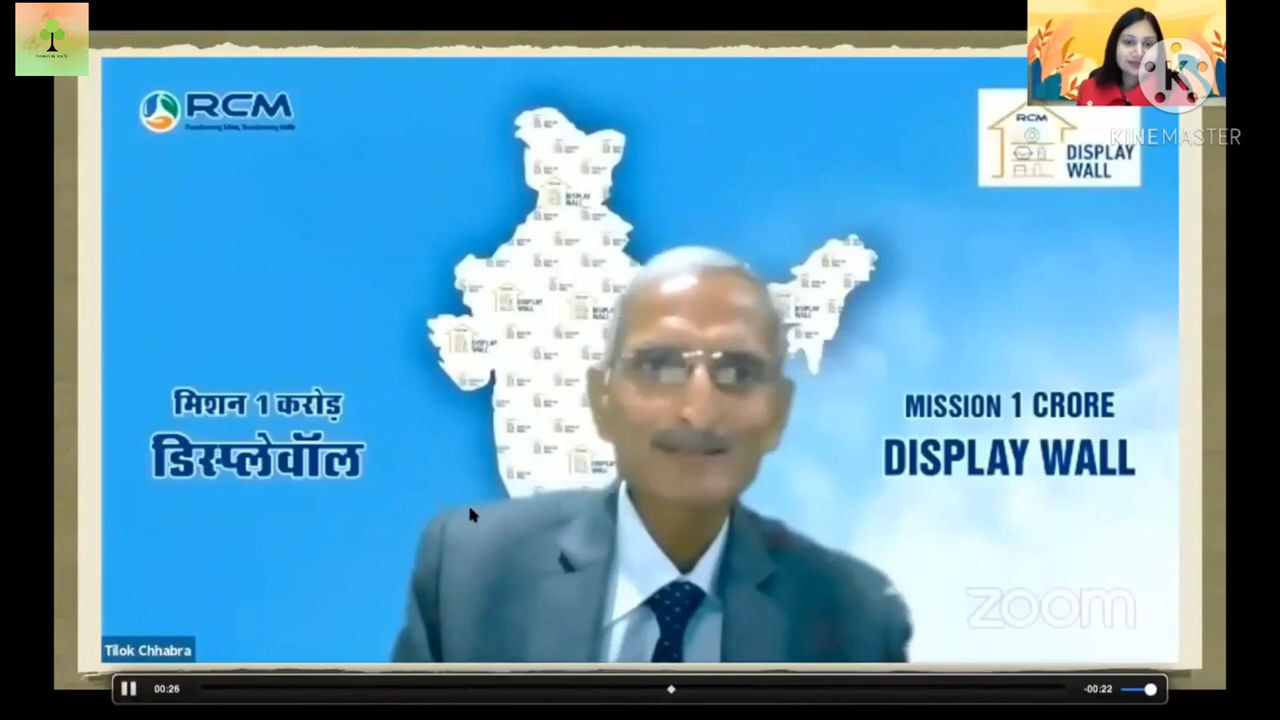 RCM
RCM
DISPLAY
WALL
KINEMASTER
मिशन 1 करोड़
डिस्प्लेवॉल
MISSION 1 CRORE
DISPLAY WALL
zoom
Tilok Chhabra
00:26
-00:22